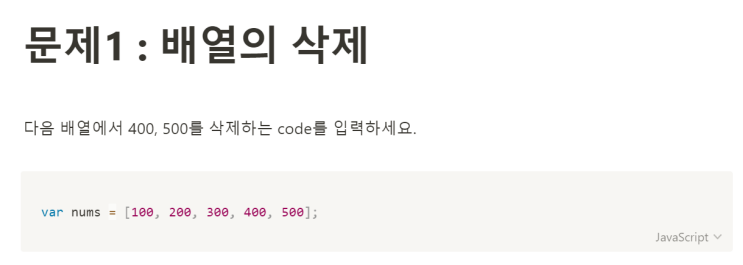 문제1 : 배열의 삭제
다음 배열에서 400, 500를 삭제하는 code를 입력하세요.
var nums = [100, 200, 300, 400, 500];
JavaScript